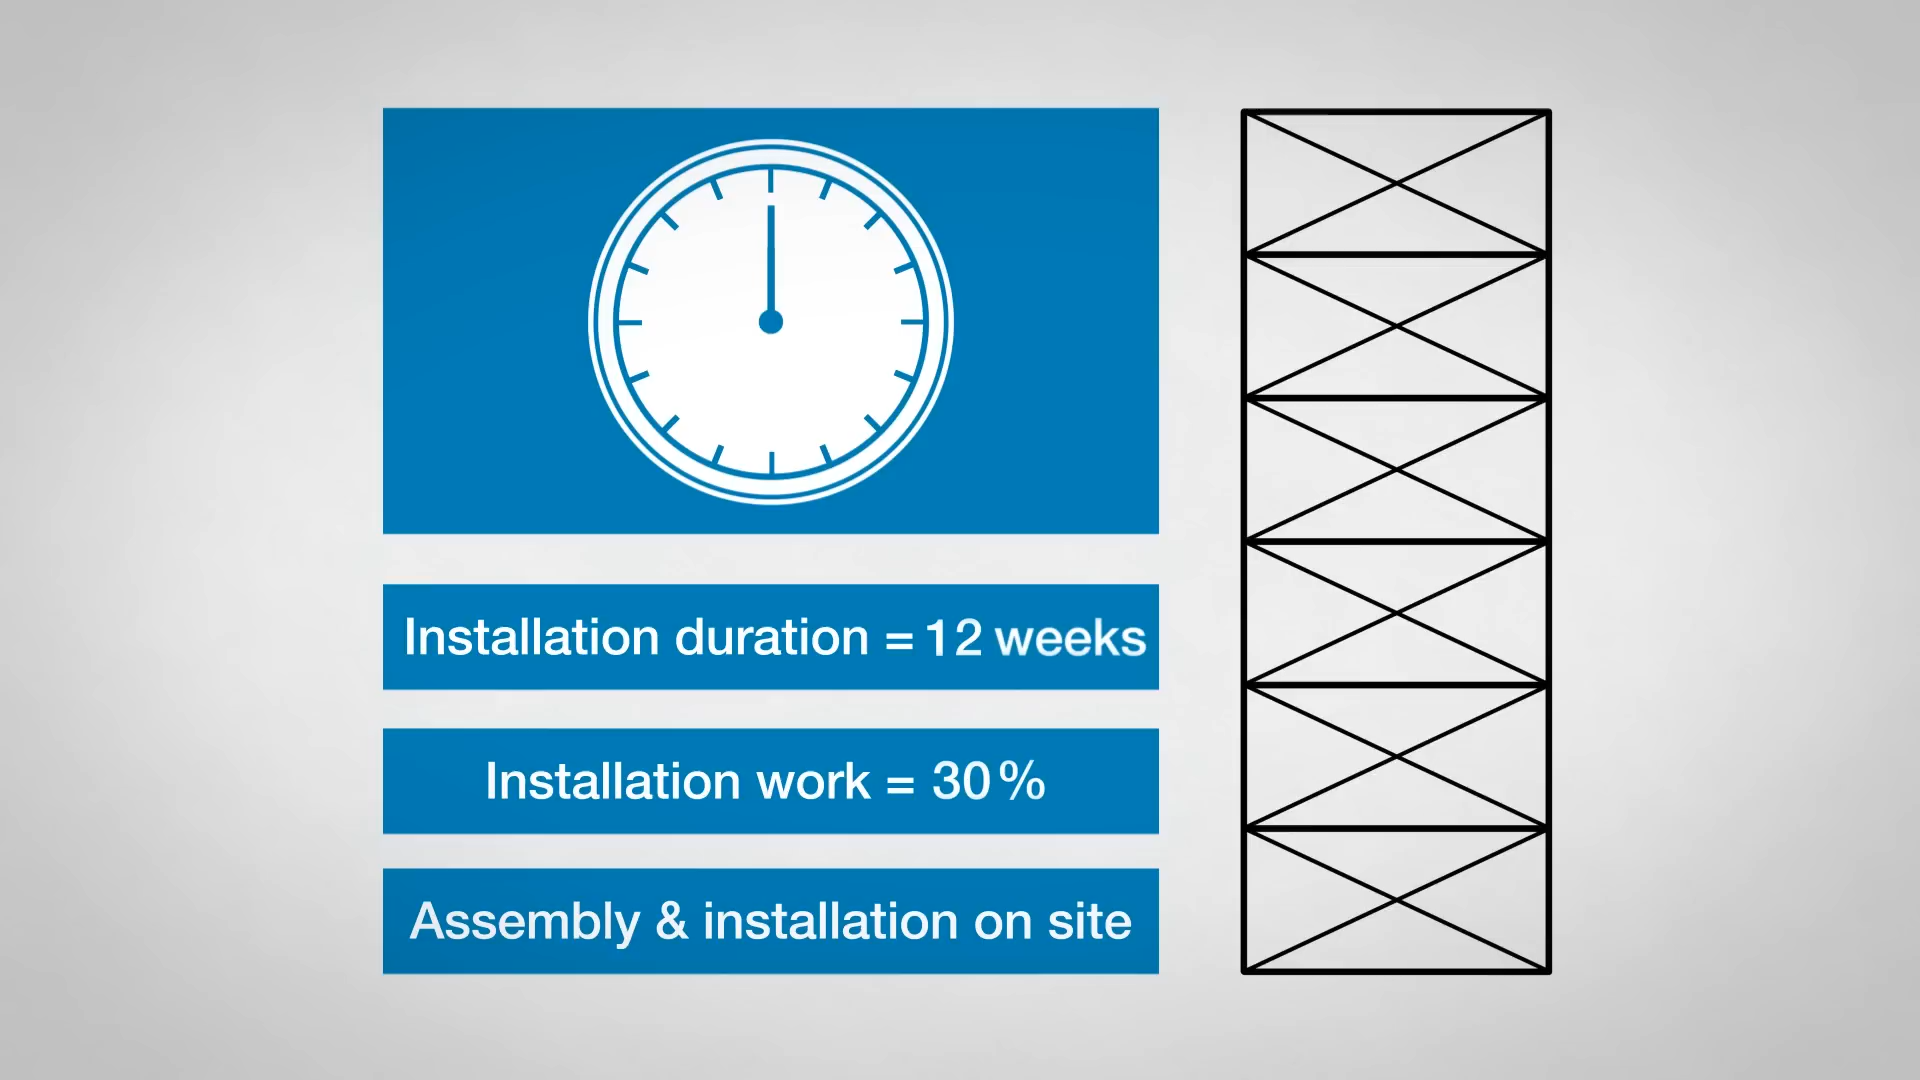 Installation duration = 12 weeks
Installation work = 30 %
Assembly & installation on site